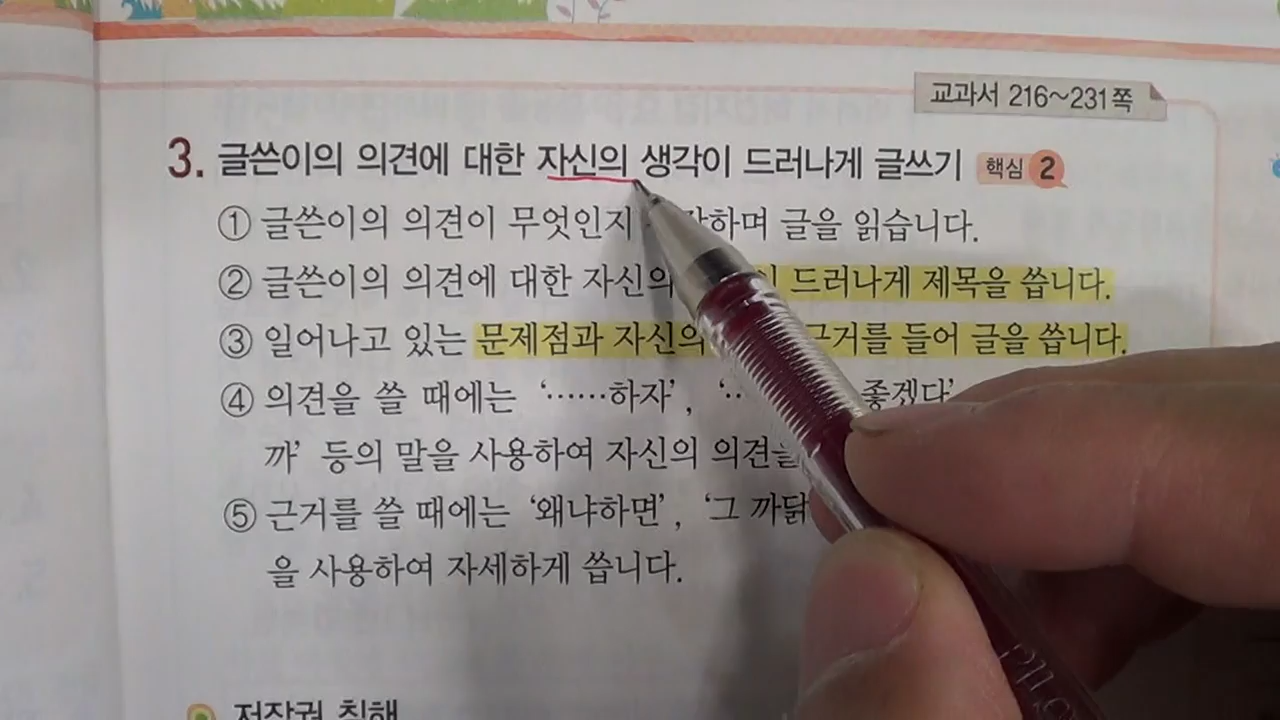 교과서 216~231쪽
3. 글쓴이의 의견에 대한 자신의 생각이 드러나게 글쓰기 핵심 2
① 글쓴이의 의견이 무엇인지 하며 글을 읽습니다.
② 글쓴이의 의견에 대한 자신의 드러나게 제목을 씁니다.
③ 일어나고 있는 문제점과 자신의 근거를 들어 글을 씁니다.
④ 의견을 쓸 때에는 ‘……하자’, 좋겠다’
까’ 등의 말을 사용하여 자신의 의견을
⑤ 근거를 쓸 때에는 ‘왜냐하면’, ‘그 까닭
을 사용하여 자세하게 씁니다.
저작권 침해